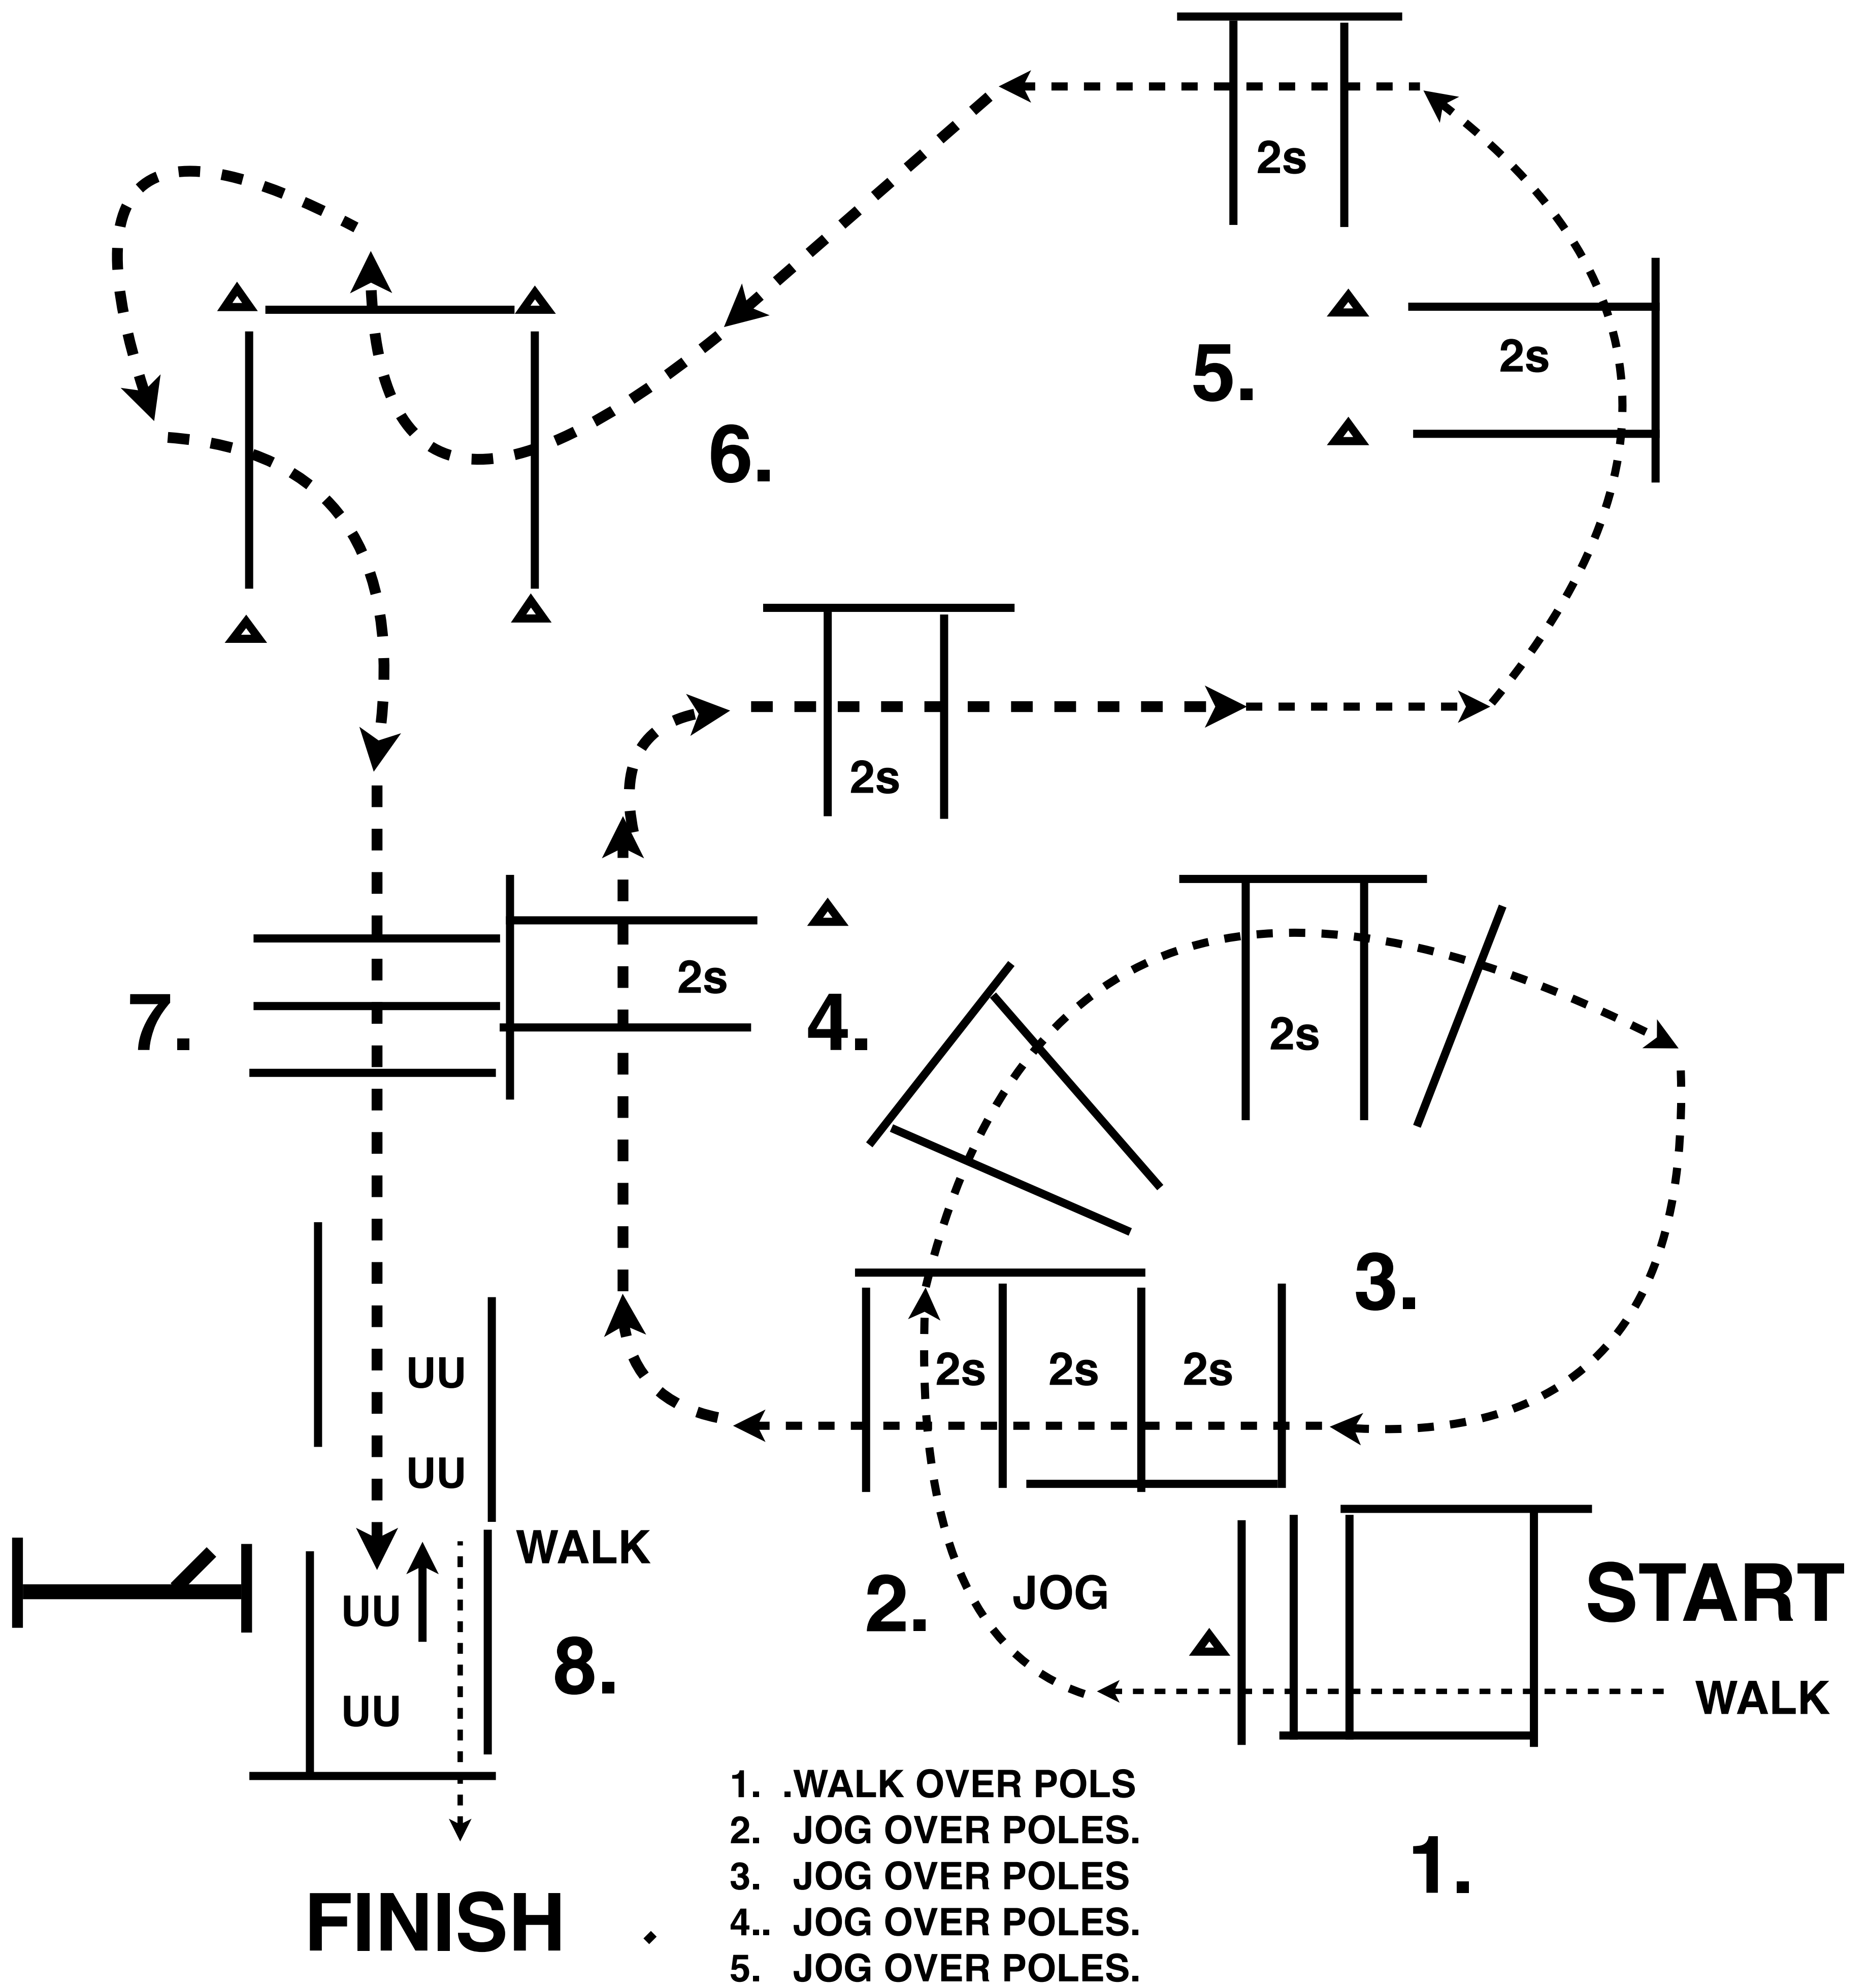 2s
2s
5.
6.
2s
2s
4.
7.
2s
3.
UU
2s
2s
2s
UU
WALK
START
2.
JOG
UU
8.
UU
WALK
1. .WALK OVER POLS
2. JOG OVER POLES.
3. JOG OVER POLES
4.. JOG OVER POLES.
5. JOG OVER POLES.
1.
FINISH